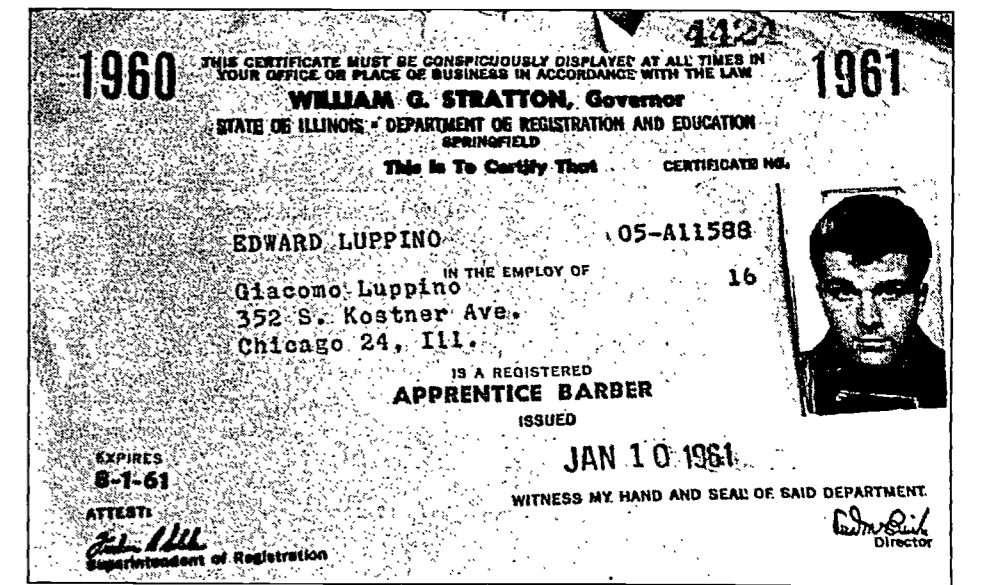 4424
1960 1961
THIS CERTIFICATE MUST BE CONSPICUOUSLY DISPLAYED AT ALL TIMES IN
YOUR OFFICE OR PLACE OF BUSINESS IN ACCORDANCE WITH THE LAW
WILLIAM G. STRATTON, Governor
STATE OF ILLINOIS - DEPARTMENT OF REGISTRATION AND EDUCATION
SPRINGFIELD
This Is To Certify That CERTIFICATE NO.
EDWARD LUPPINO 05-A11588
IN THE EMPLOY OF 16
Giacomo Luppino
352 S. Kostner Ave.
Chicago 24, Ill.
IS A REGISTERED
APPRENTICE BARBER
ISSUED
JAN 10 1961
EXPIRES
8-1-61
WITNESS MY HAND AND SEAL OF SAID DEPARTMENT.
ATTEST:
Superintendent of Registration
Director